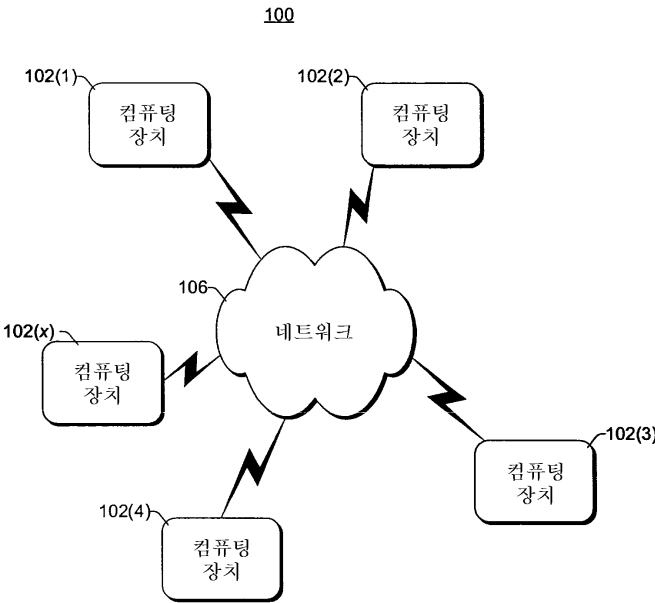 100
102(1)
컴퓨팅
장치
102(2)
컴퓨팅
장치
106
네트워크
102(x)
컴퓨팅
장치
102(3)
컴퓨팅
장치
102(4)
컴퓨팅
장치